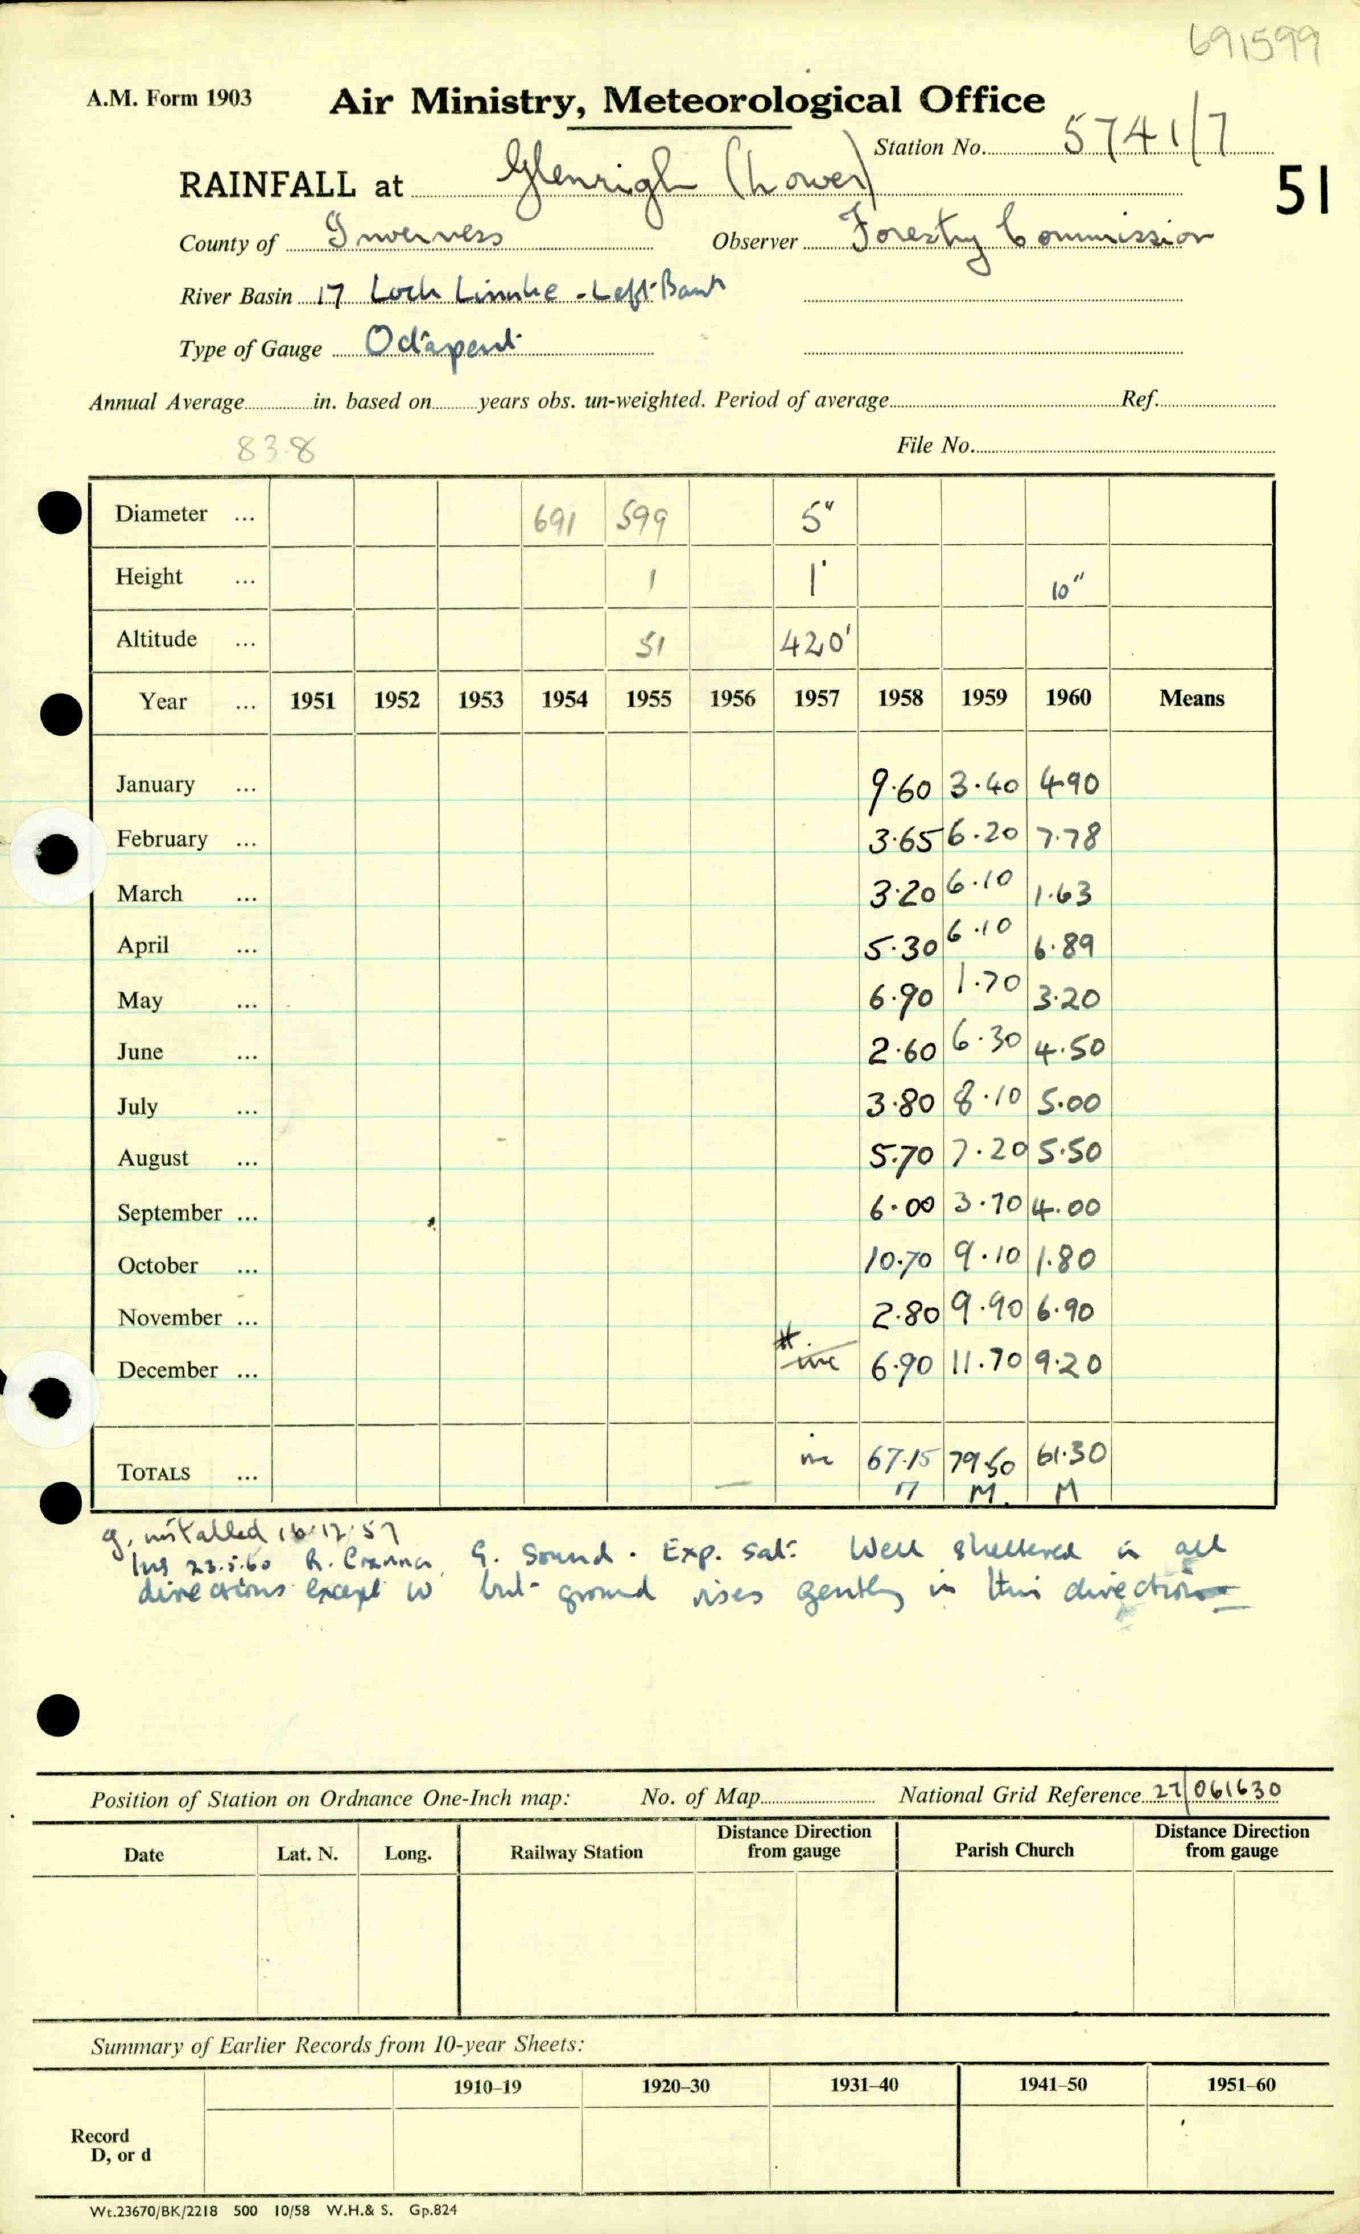 691599
A.M. Form 1903 Air Ministry, Meteorological Office
Station No. 5741/7
RAINFALL at Glenrigh (Lower) 51
County of Inverness Observer Forestry Commission
River Basin 17 Loch Linnhe - Left Bank
Type of Gauge Octapent
Annual Average in. based on years obs. un-weighted. Period of average Ref.
83.8 File No.
Diameter ... 691 599 5"
Height ... 1 1' 10"
Altitude ... 51 420'
Year ... 1951 1952 1953 1954 1955 1956 1957 1958 1959 1960 Means
January ... 9.60 3.40 4.90
February ... 3.65 6.20 7.78
March ... 3.20 6.10 1.63
April ... 5.30 6.10 6.89
May ... 6.90 1.70 3.20
June ... 2.60 6.30 4.50
July ... 3.80 8.10 5.00
August ... 5.70 7.20 5.50
September ... 6.00 3.70 4.00
October ... 10.70 9.10 1.80
November ... 2.80 9.90 6.90
December ... inc 6.90 11.70 9.20
TOTALS ... inc 67.15 79.50 61.30
M M M
g. installed 16.12.57
Ins 23.5.60 R. G. Sound. Exp. sat. Well sheltered in all
directions except W but ground rises gently in this direction
Position of Station on Ordnance One-Inch map: No. of Map National Grid Reference 27/061630
Date Lat. N. Long. Railway Station Distance Direction from gauge Parish Church Distance Direction from gauge
Summary of Earlier Records from 10-year Sheets:
1910–19 1920–30 1931–40 1941–50 1951–60
Record
D, or d
Wt.23670/BK/2218 500 10/58 W.H.& S. Gp.824